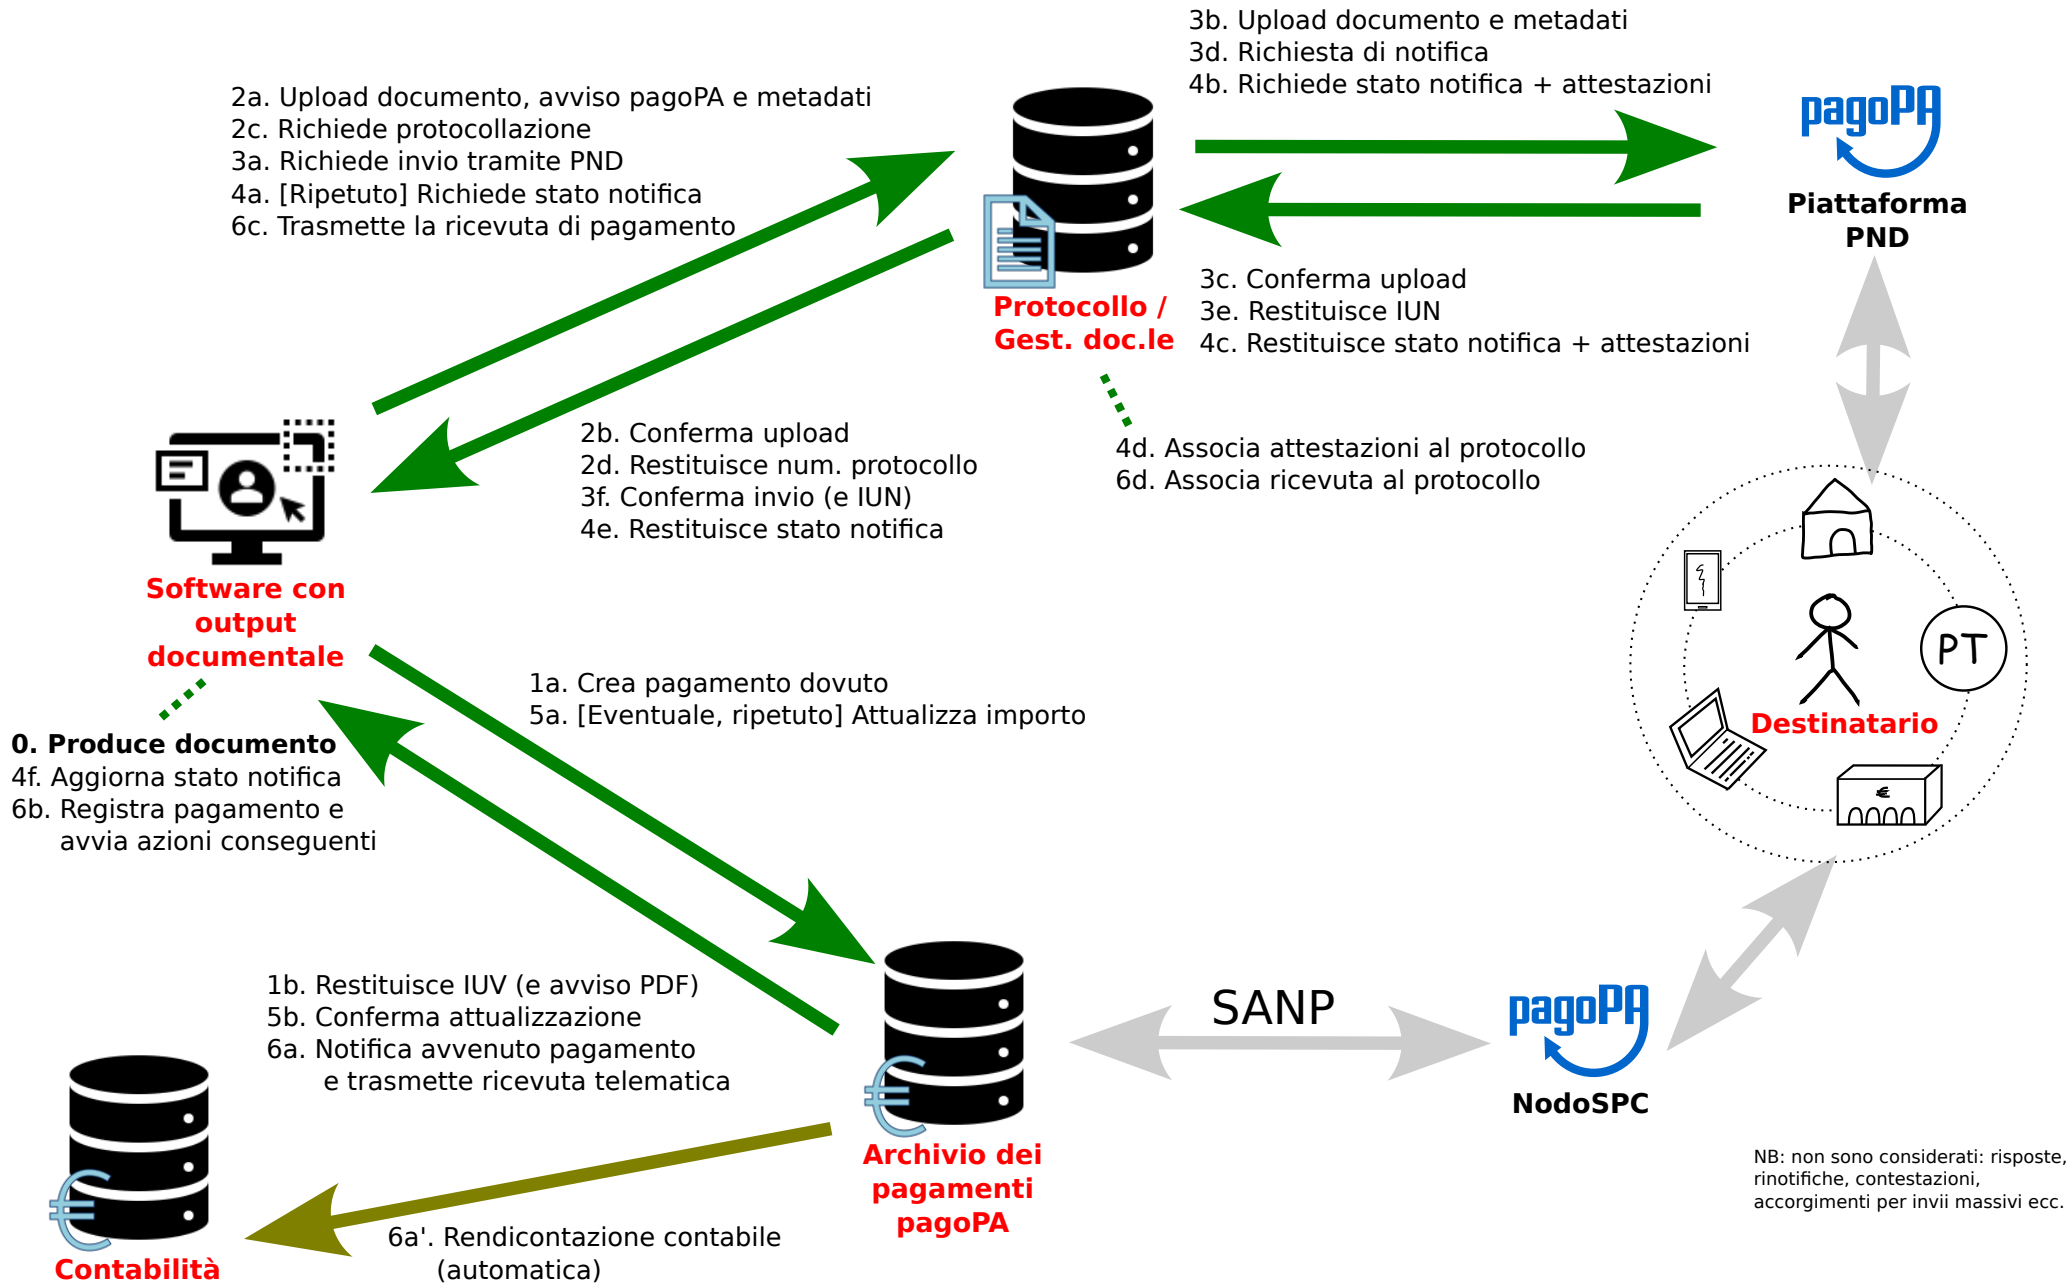 3b. Upload documento e metadati
3d. Richiesta di notifica
4b. Richiede stato notifica + attestazioni
2a. Upload documento, avviso pagoPA e metadati
2c. Richiede protocollazione
3a. Richiede invio tramite PND
4a. [Ripetuto] Richiede stato notifica
6c. Trasmette la ricevuta di pagamento
pagoPA
Piattaforma
PND
3c. Conferma upload
3e. Restituisce IUN
4c. Restituisce stato notifica + attestazioni
Protocollo /
Gest. doc.le
2b. Conferma upload
2d. Restituisce num. protocollo
3f. Conferma invio (e IUN)
4e. Restituisce stato notifica
4d. Associa attestazioni al protocollo
6d. Associa ricevuta al protocollo
Software con
output
documentale
PT
Destinatario
€
1a. Crea pagamento dovuto
5a. [Eventuale, ripetuto] Attualizza importo
0. Produce documento
4f. Aggiorna stato notifica
6b. Registra pagamento e
avvia azioni conseguenti
1b. Restituisce IUV (e avviso PDF)
5b. Conferma attualizzazione
6a. Notifica avvenuto pagamento
e trasmette ricevuta telematica
SANP
pagoPA
NodoSPC
€
Archivio dei
pagamenti
pagoPA
NB: non sono considerati: risposte,
rinotifiche, contestazioni,
accorgimenti per invii massivi ecc.
€
Contabilità
6a'. Rendicontazione contabile
(automatica)